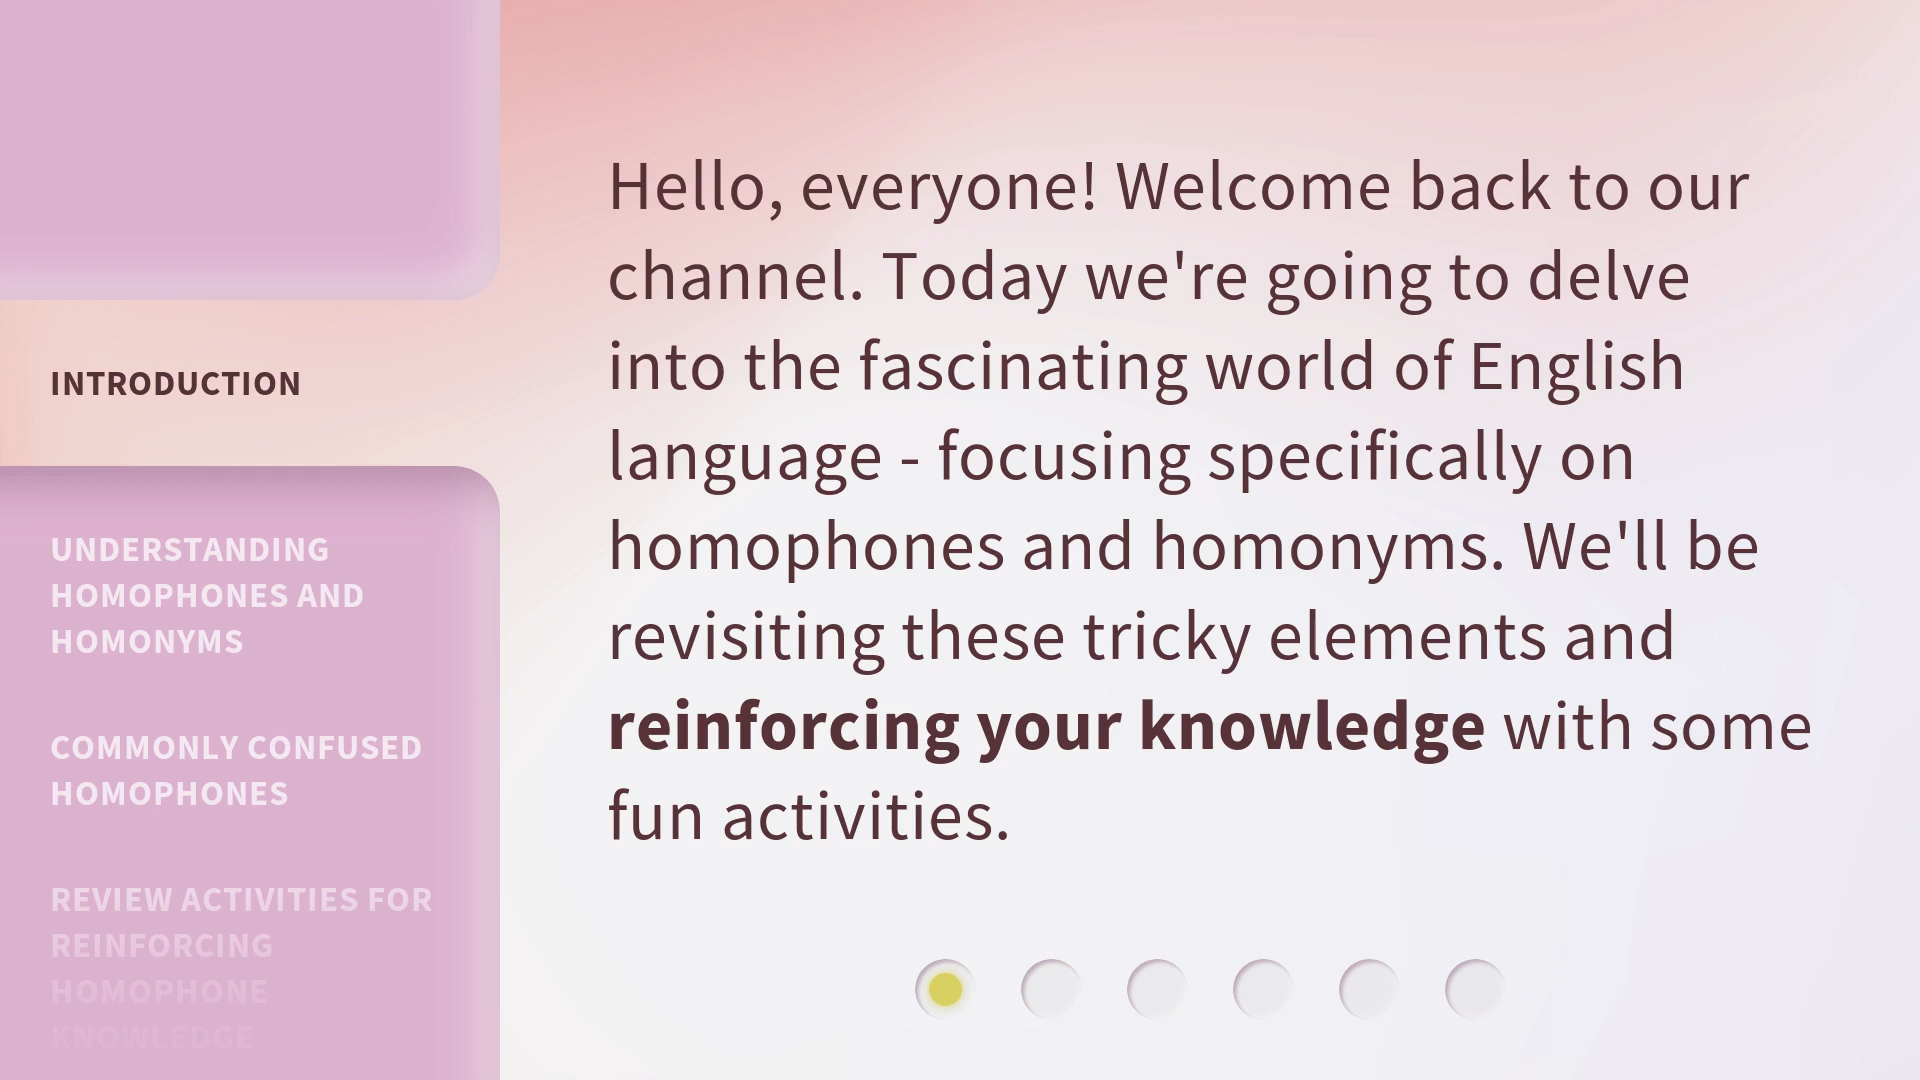 INTRODUCTION
UNDERSTANDING
HOMOPHONES AND
HOMONYMS
COMMONLY CONFUSED
HOMOPHONES
REVIEW ACTIVITIES FOR
REINFORCING
HOMOPHONE
KNOWLEDGE
Hello, everyone! Welcome back to our
channel. Today we're going to delve
into the fascinating world of English
language - focusing specifically on
homophones and homonyms. We'll be
revisiting these tricky elements and
reinforcing your knowledge with some
fun activities.